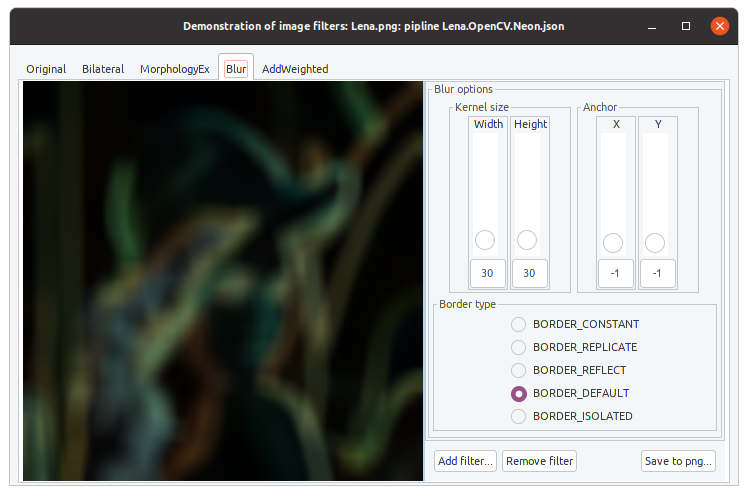 Demonstration of image filters: Lena.png: pipline Lena.OpenCV.Neon.json
Original Bilateral MorphologyEx Blur AddWeighted
Blur options
Kernel size Anchor
Width Height X Y
30 30 -1 -1
Border type
BORDER_CONSTANT
BORDER_REPLICATE
BORDER_REFLECT
BORDER_DEFAULT
BORDER_ISOLATED
Add filter... Remove filter Save to png...